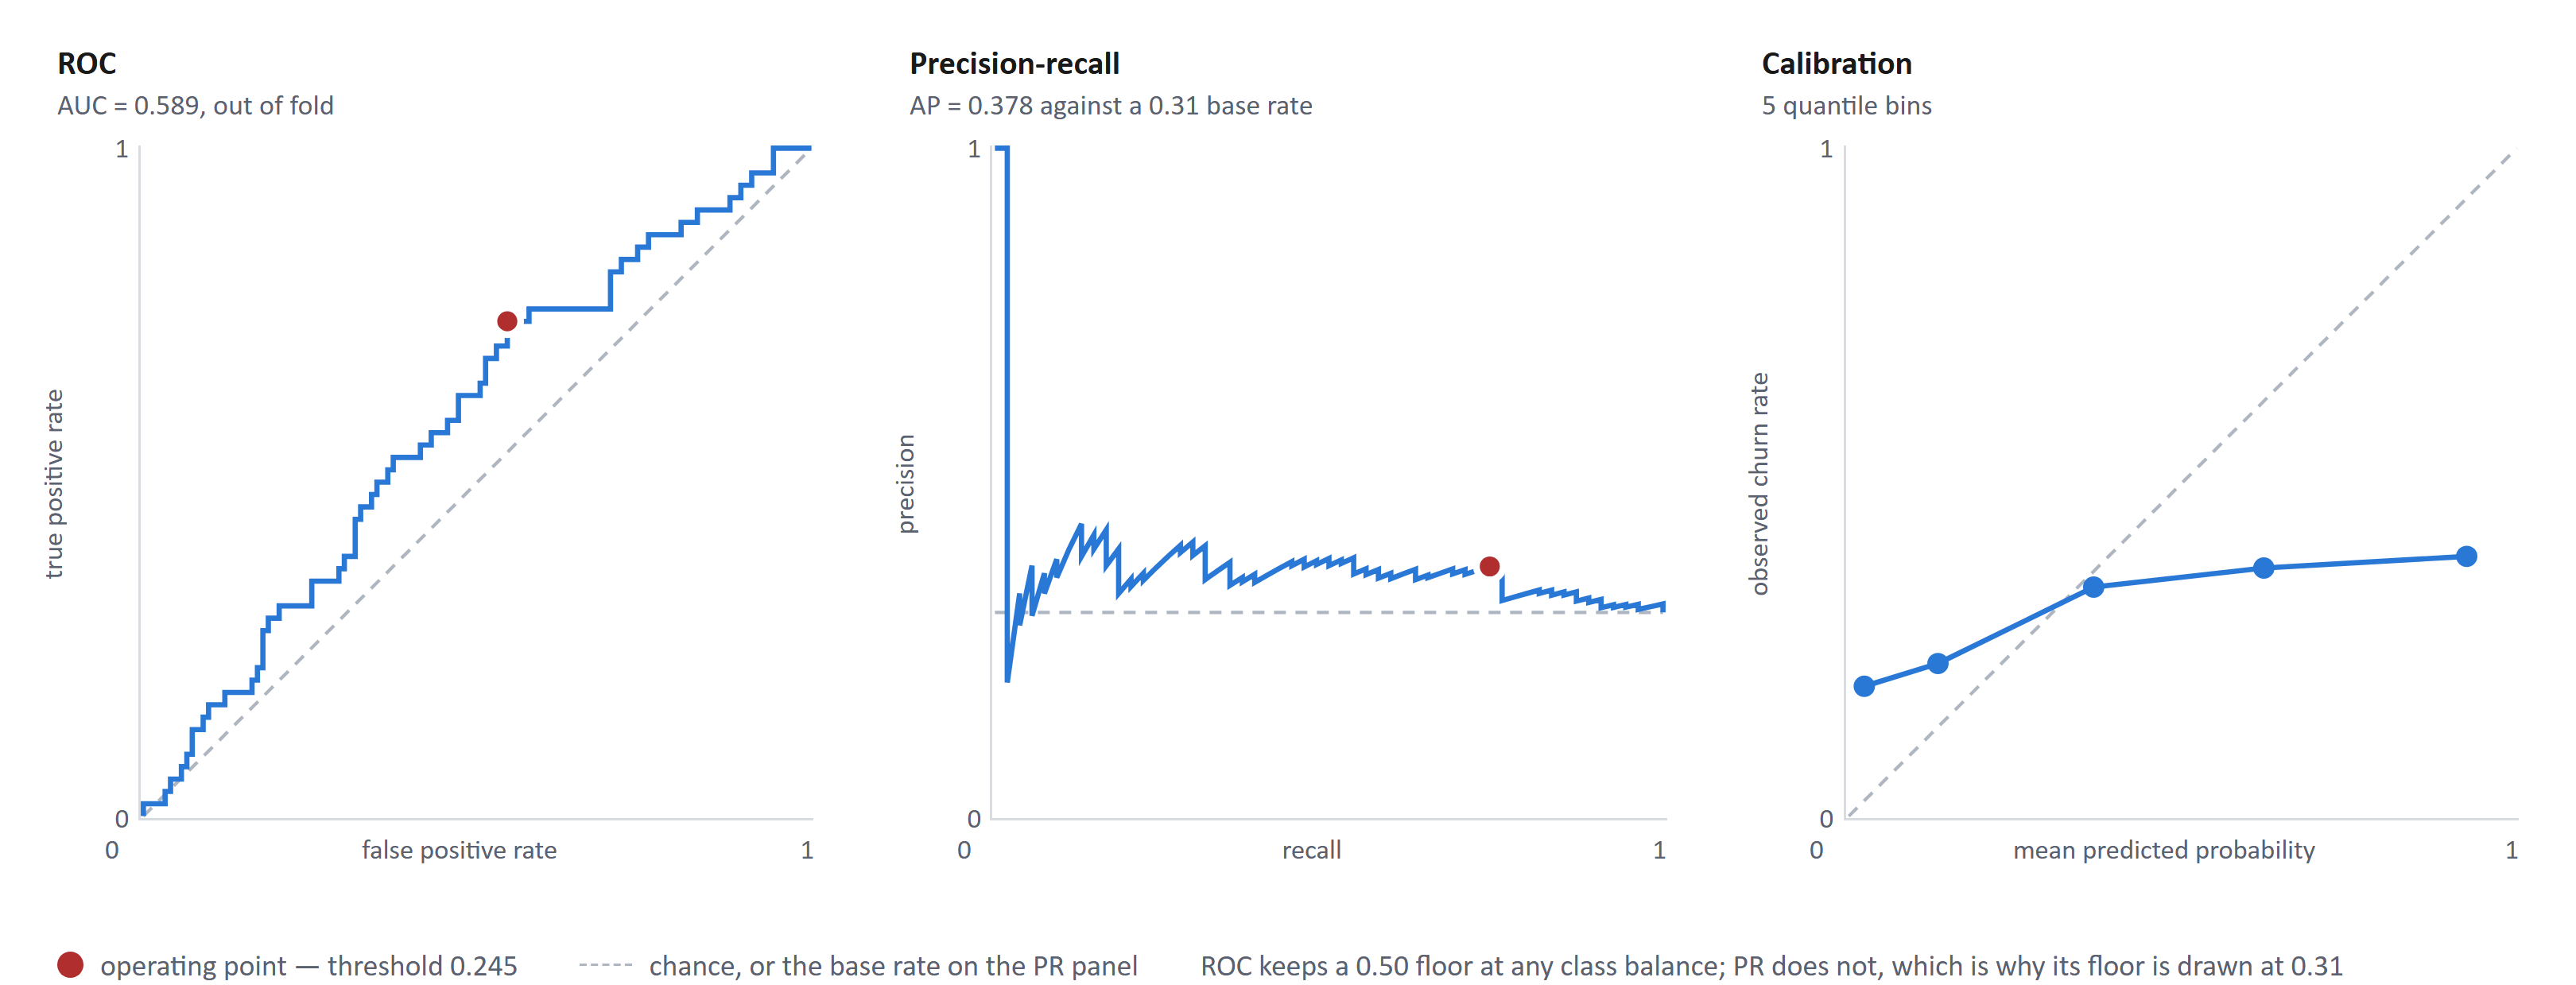 ROC
AUC = 0.589, out of fold
1
true positive rate
0
0
false positive rate
1
Precision-recall
AP = 0.378 against a 0.31 base rate
1
precision
0
0
recall
1
Calibration
5 quantile bins
1
observed churn rate
0
0
mean predicted probability
1
operating point — threshold 0.245
chance, or the base rate on the PR panel
ROC keeps a 0.50 floor at any class balance; PR does not, which is why its floor is drawn at 0.31